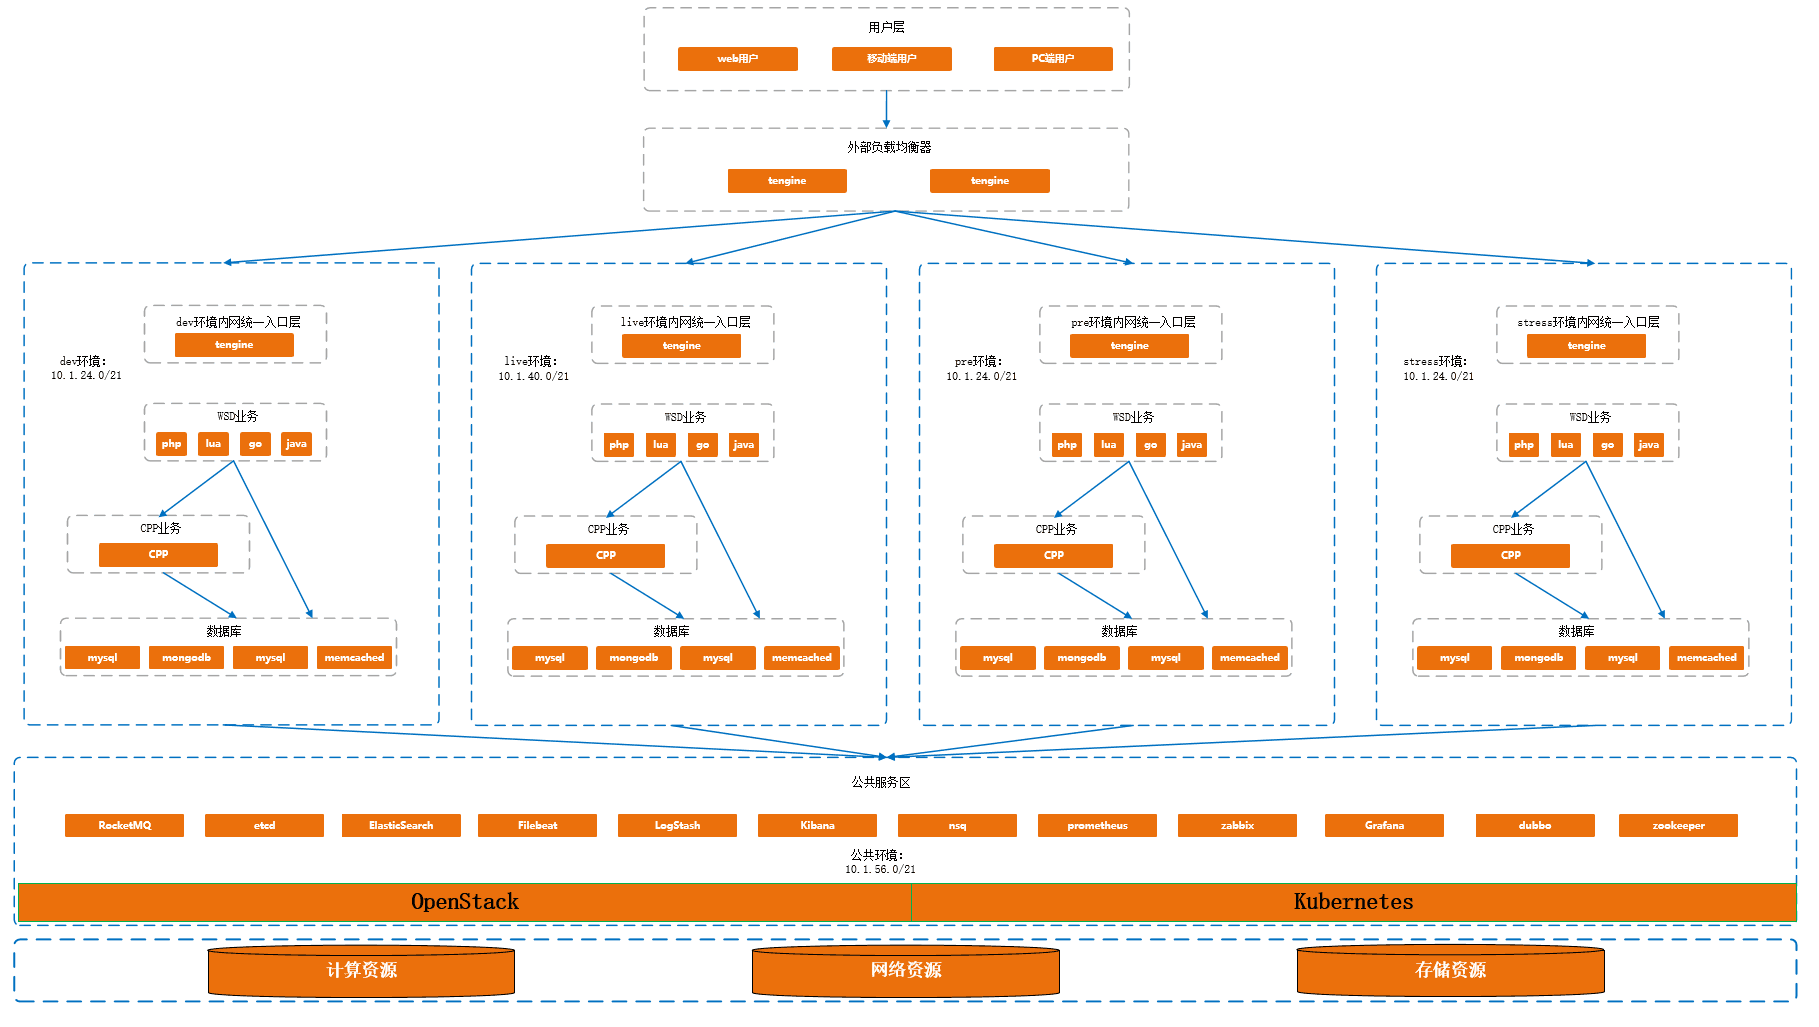 用户层
web用户
移动端用户
PC端用户
外部负载均衡器
tengine
tengine
dev环境内网统一入口层
tengine
dev环境：
10.1.24.0/21
WSD业务
php
lua
go
java
CPP业务
CPP
数据库
mysql
mongodb
mysql
memcached
live环境内网统一入口层
tengine
live环境：
10.1.40.0/21
WSD业务
php
lua
go
java
CPP业务
CPP
数据库
mysql
mongodb
mysql
memcached
pre环境内网统一入口层
tengine
pre环境：
10.1.24.0/21
WSD业务
php
lua
go
java
CPP业务
CPP
数据库
mysql
mongodb
mysql
memcached
stress环境内网统一入口层
tengine
stress环境：
10.1.24.0/21
WSD业务
php
lua
go
java
CPP业务
CPP
数据库
mysql
mongodb
mysql
memcached
公共服务区
RocketMQ
etcd
ElasticSearch
Filebeat
LogStash
Kibana
nsq
prometheus
zabbix
Grafana
dubbo
zookeeper
公共环境：
10.1.56.0/21
OpenStack
Kubernetes
计算资源
网络资源
存储资源